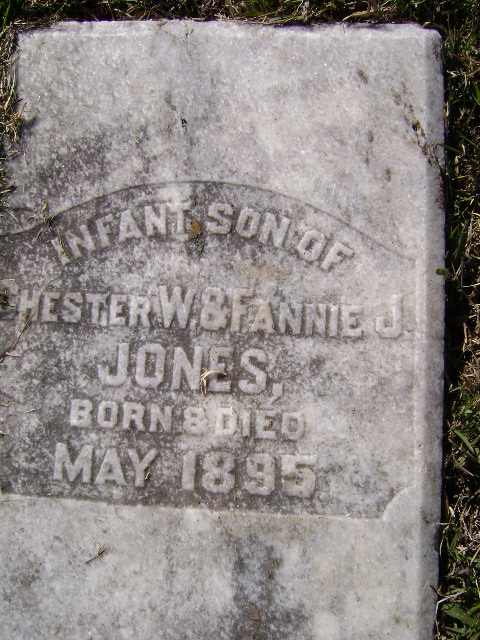 INFANT SON OF
CHESTER W. & FANNIE J.
JONES,
BORN & DIED
MAY 1895